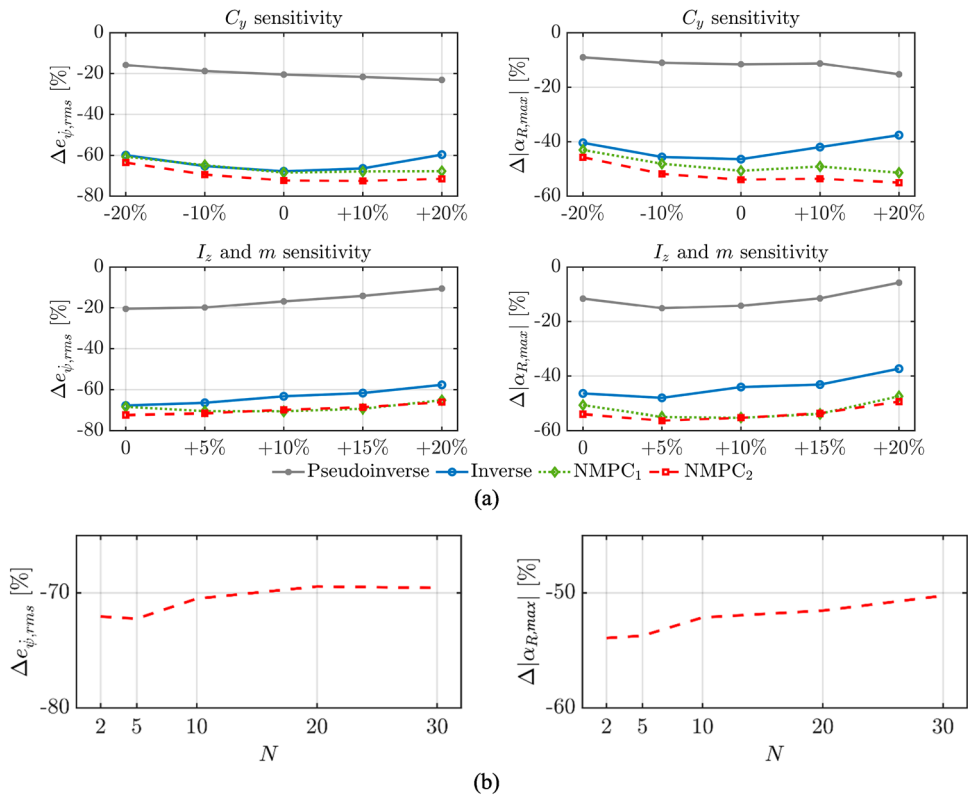 C_y sensitivity
Δe_ψ̇,rms [%]
0
-20
-40
-60
-80
-20% -10% 0 +10% +20%
C_y sensitivity
Δ|α_R,max| [%]
0
-20
-40
-60
-20% -10% 0 +10% +20%
I_z and m sensitivity
Δe_ψ̇,rms [%]
0
-20
-40
-60
-80
0 +5% +10% +15% +20%
I_z and m sensitivity
Δ|α_R,max| [%]
0
-20
-40
-60
0 +5% +10% +15% +20%
Pseudoinverse Inverse NMPC₁ NMPC₂
(a)
Δe_ψ̇,rms [%]
-70
-80
2 5 10 20 30
N
Δ|α_R,max| [%]
-50
-60
2 5 10 20 30
N
(b)